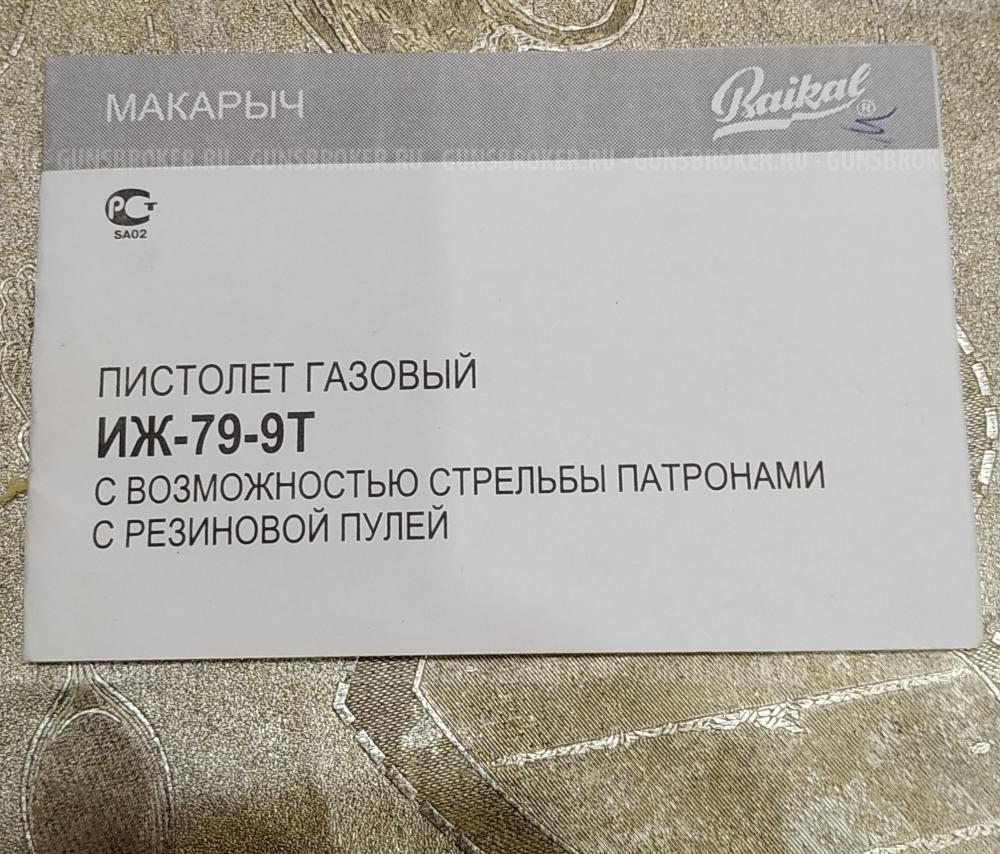 МАКАРЫЧ
Baikal ®
GUNSBROKER.RU - GUNSBROKER.RU - GUNSBROKER.RU - GUNSBROKER.RU - GUNSBROK
РСТ
SA02
ПИСТОЛЕТ ГАЗОВЫЙ
ИЖ-79-9Т
С ВОЗМОЖНОСТЬЮ СТРЕЛЬБЫ ПАТРОНАМИ
С РЕЗИНОВОЙ ПУЛЕЙ